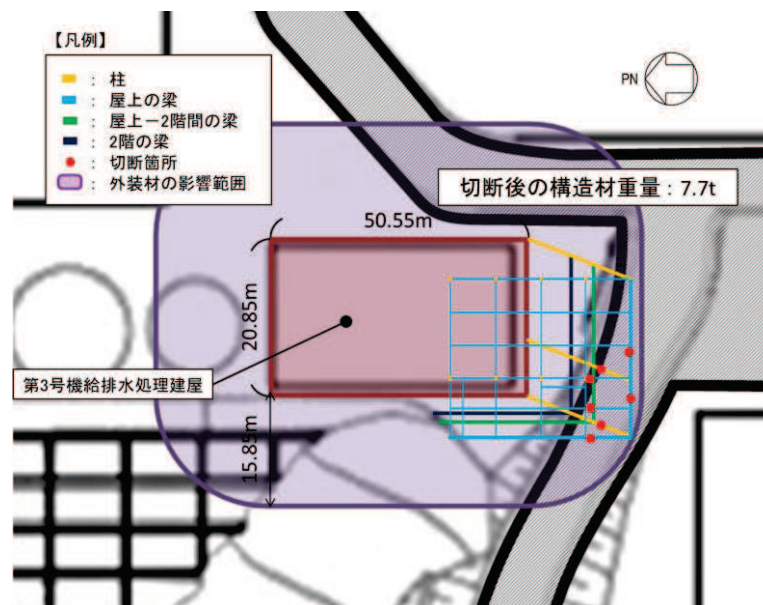 【凡例】
： 柱
： 屋上の梁
： 屋上ー2階間の梁
： 2階の梁
： 切断箇所
： 外装材の影響範囲
PN
切断後の構造材重量：7.7t
50.55m
20.85m
第3号機給排水処理建屋
15.85m